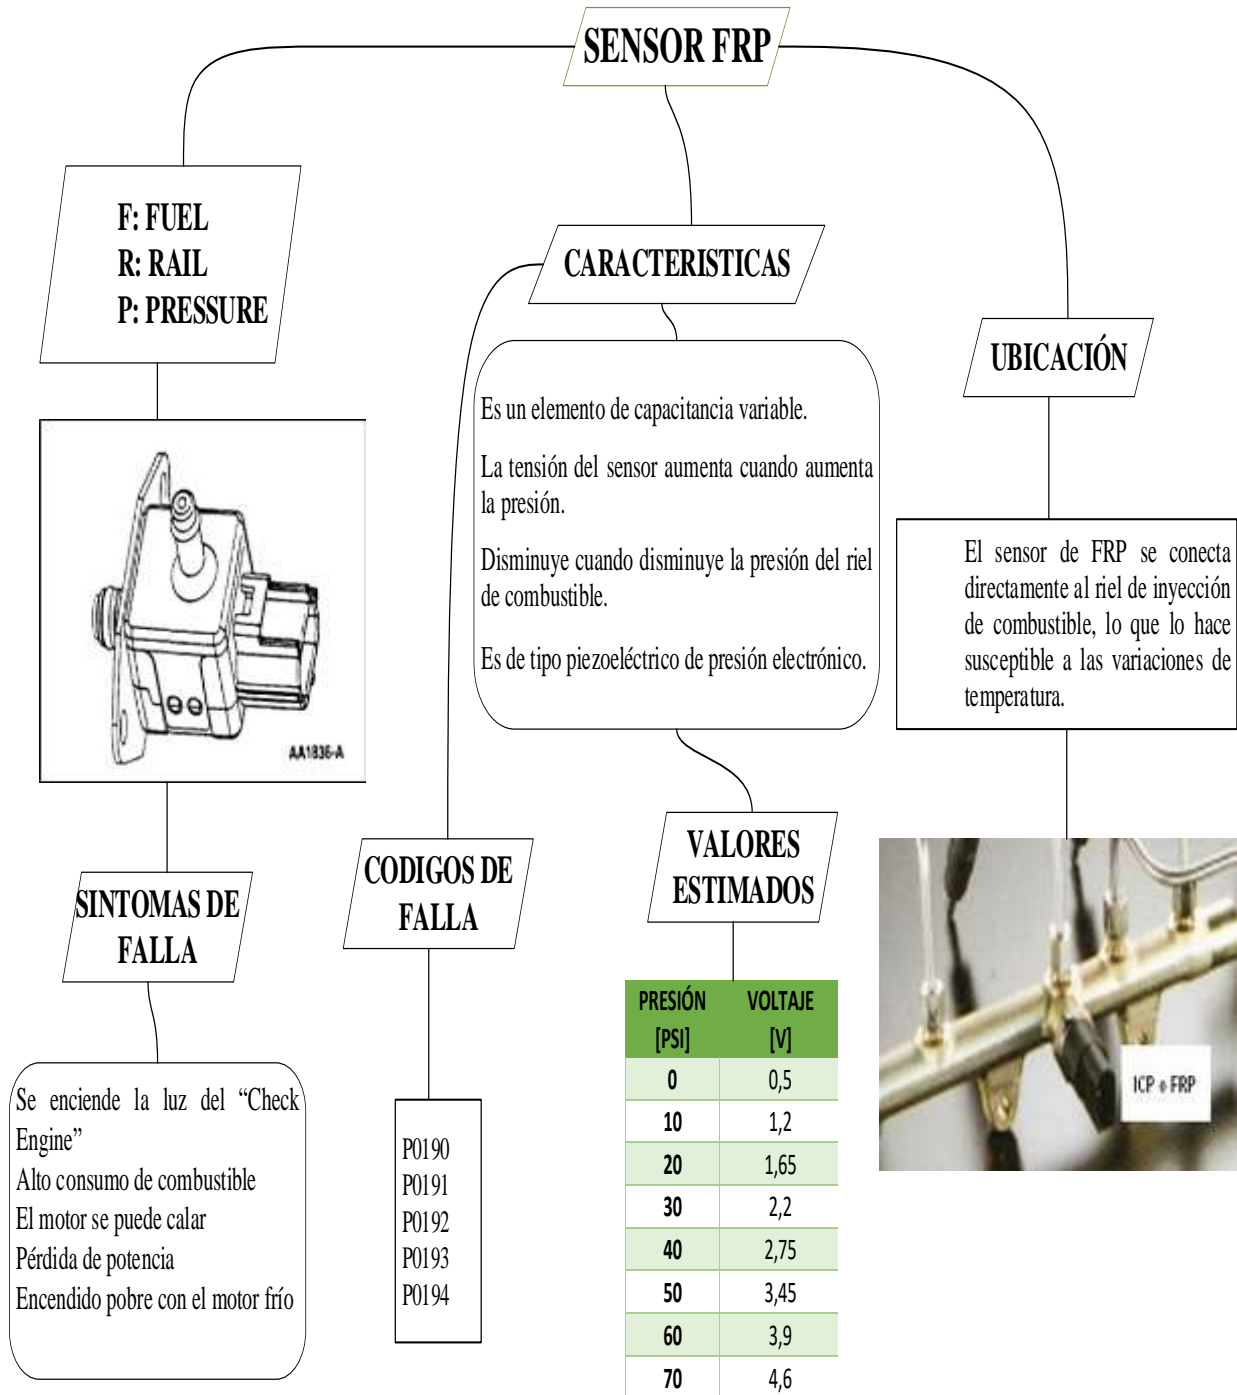 SENSOR FRP
F: FUEL
R: RAIL
P: PRESSURE
AA1836-A
SINTOMAS DE
FALLA
Se enciende la luz del “Check
Engine”
Alto consumo de combustible
El motor se puede calar
Pérdida de potencia
Encendido pobre con el motor frío
CARACTERISTICAS
Es un elemento de capacitancia variable.
La tensión del sensor aumenta cuando aumenta
la presión.
Disminuye cuando disminuye la presión del riel
de combustible.
Es de tipo piezoeléctrico de presión electrónico.
CODIGOS DE
FALLA
P0190
P0191
P0192
P0193
P0194
VALORES
ESTIMADOS
PRESIÓN VOLTAJE
[PSI] [V]
0 0,5
10 1,2
20 1,65
30 2,2
40 2,75
50 3,45
60 3,9
70 4,6
UBICACIÓN
El sensor de FRP se conecta
directamente al riel de inyección
de combustible, lo que lo hace
susceptible a las variaciones de
temperatura.
ICP o FRP